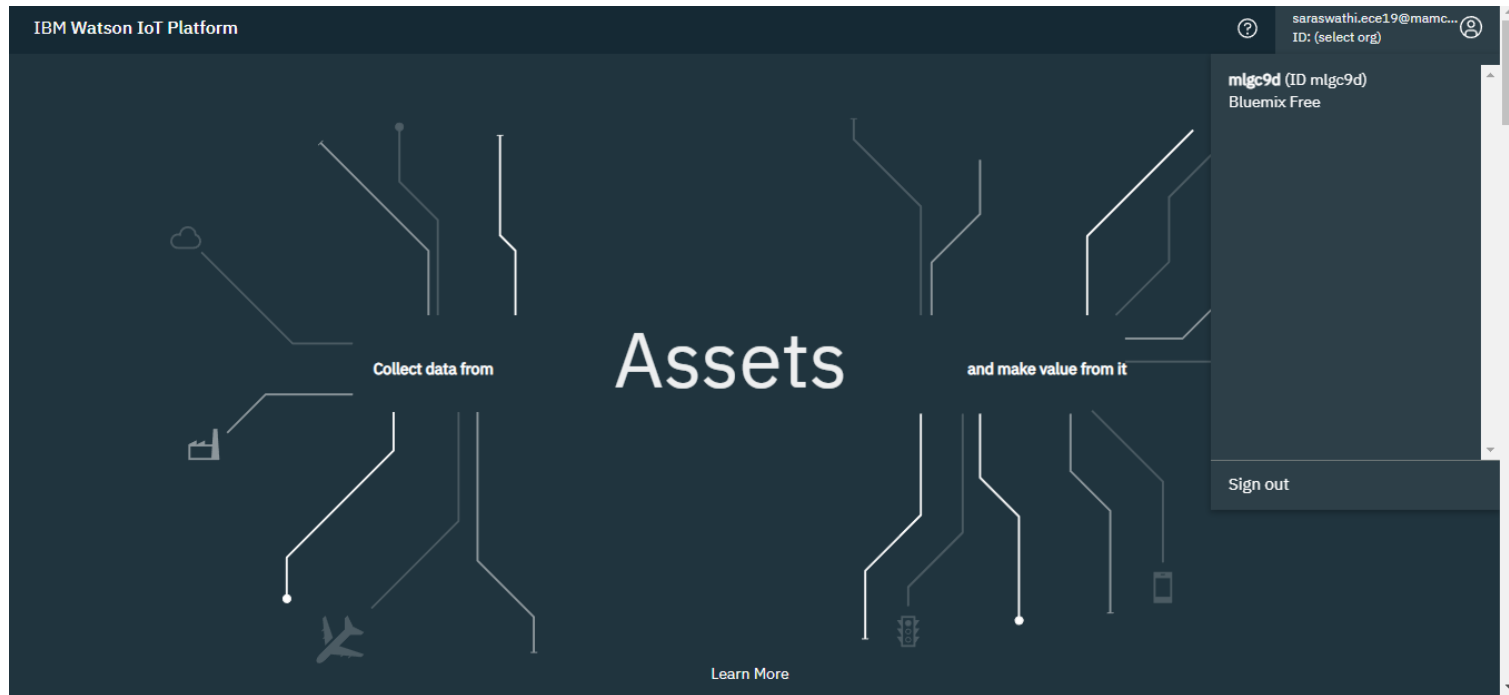 IBM Watson IoT Platform
saraswathi.ece19@mamc...
ID: (select org)
mlgc9d (ID mlgc9d)
Bluemix Free
Collect data from
Assets
and make value from it
Sign out
Learn More